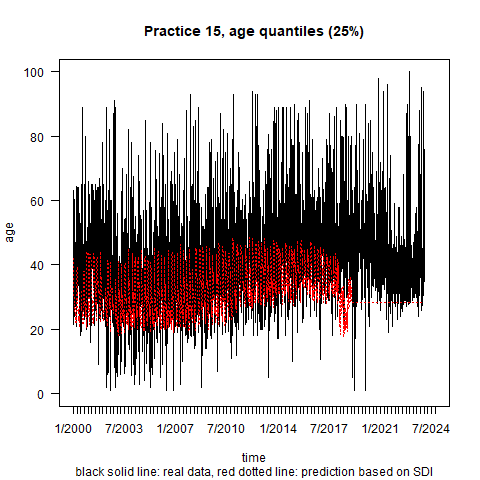 Practice 15, age quantiles (25%)
100
80
60
40
20
0
age
1/2000 7/2003 1/2007 7/2010 1/2014 7/2017 1/2021 7/2024
time
black solid line: real data, red dotted line: prediction based on SDI